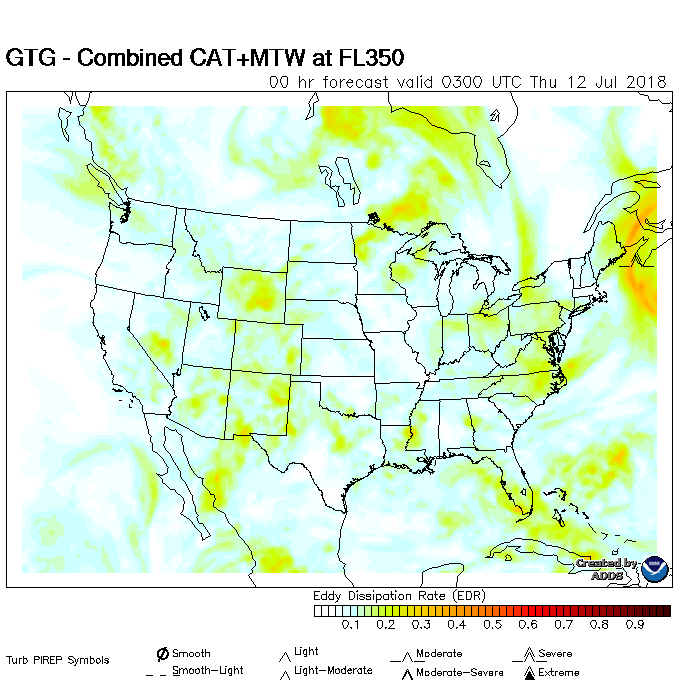 GTG - Combined CAT+MTW at FL350
00 hr forecast valid 0300 UTC Thu 12 Jul 2018
Created by
ADDS
Eddy Dissipation Rate (EDR)
0.1 0.2 0.3 0.4 0.5 0.6 0.7 0.8 0.9
Turb PIREP Symbols
Smooth Light Moderate Severe
Smooth-Light Light-Moderate Moderate-Severe Extreme